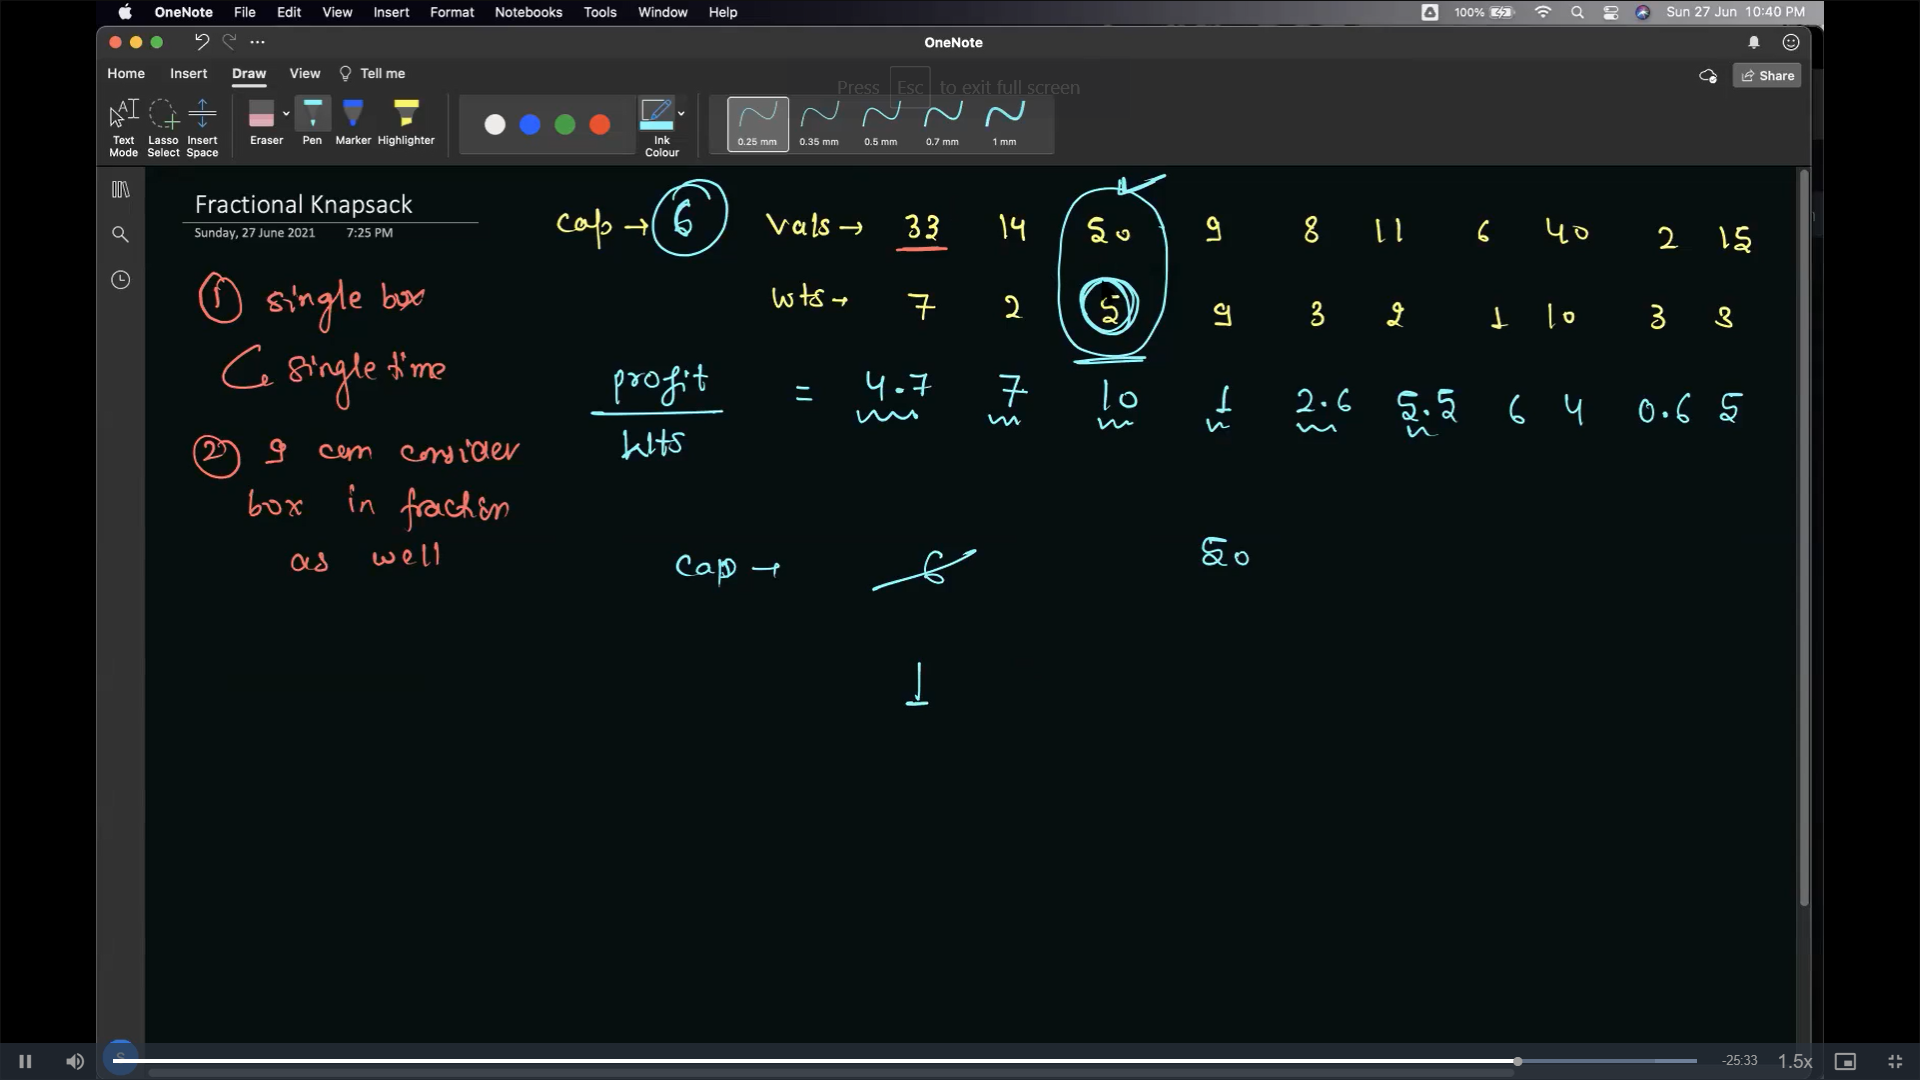 OneNote File Edit View Insert Format Notebooks Tools Window Help 100% Sun 27 Jun 10:40 PM
OneNote
Home Insert Draw View Tell me Share
Press Esc to exit full screen
Text Mode Lasso Select Insert Space Eraser Pen Marker Highlighter Ink Colour 0.25 mm 0.35 mm 0.5 mm 0.7 mm 1 mm
Fractional Knapsack
Sunday, 27 June 2021 7:25 PM
cap → 6 vals → 33 14 50 9 8 11 6 40 2 15
wts → 7 2 5 9 3 2 1 10 3 3
① single box
single time
profit = 4.7 7 10 1 2.6 5.5 6 4 0.6 5
wts
② I can consider
box in fraction
as well
cap → 6 50
1
S
-25:33 1.5x